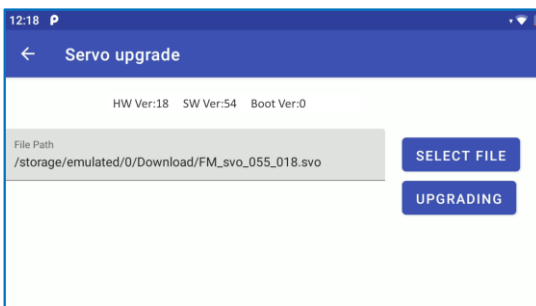 12:18 P
Servo upgrade
HW Ver:18 SW Ver:54 Boot Ver:0
File Path
/storage/emulated/0/Download/FM_svo_055_018.svo
SELECT FILE
UPGRADING